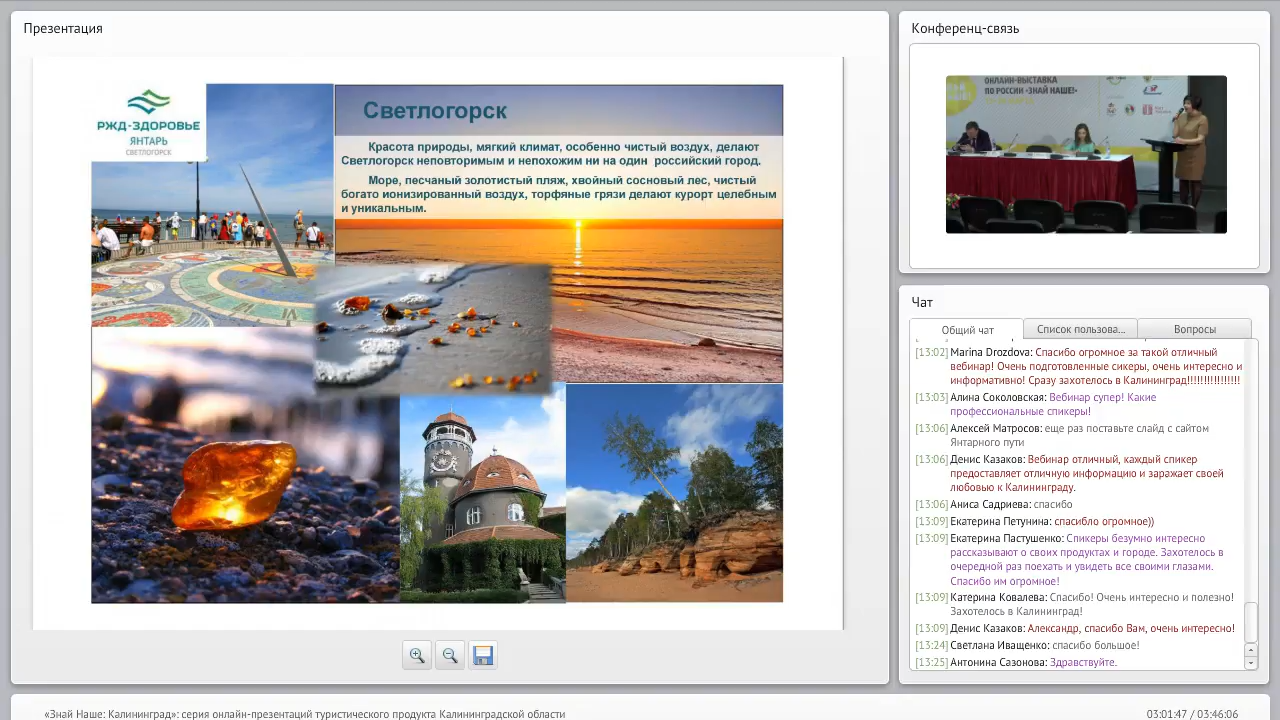 Презентация
РЖД-ЗДОРОВЬЕ
ЯНТАРЬ
СВЕТЛОГОРСК
Светлогорск
Красота природы, мягкий климат, особенно чистый воздух, делают
Светлогорск неповторимым и непохожим ни на один российский город.
Море, песчаный золотистый пляж, хвойный сосновый лес, чистый
богато ионизированный воздух, торфяные грязи делают курорт целебным
и уникальным.
Конференц-связь
ОНЛАЙН-ВЫСТАВКА
ПО РОССИИ «ЗНАЙ НАШЕ!»
Чат
Общий чат
Список пользова...
Вопросы
[13:02] Marina Drozdova: Спасибо огромное за такой отличный
вебинар! Очень подготовленные сикеры, очень интересно и
информативно! Сразу захотелось в Калининград!!!!!!!!!!!!!!!!
[13:03] Алина Соколовская: Вебинар супер! Какие
профессиональные спикеры!
[13:06] Алексей Матросов: еще раз поставьте слайд с сайтом
Янтарного пути
[13:06] Денис Казаков: Вебинар отличный, каждый спикер
предоставляет отличную информацию и заражает своей
любовью к Калининграду.
[13:06] Аниса Садриева: спасибо
[13:09] Екатерина Петунина: спасибло огромное))
[13:09] Екатерина Пастушенко: Спикеры безумно интересно
рассказывают о своих продуктах и городе. Захотелось в
очередной раз поехать и увидеть все своими глазами.
Спасибо им огромное!
[13:09] Катерина Ковалева: Спасибо! Очень интересно и полезно!
Захотелось в Калининград!
[13:09] Денис Казаков: Александр, спасибо Вам, очень интересно!
[13:24] Светлана Иващенко: спасибо большое!
[13:25] Антонина Сазонова: Здравствуйте.
«Знай Наше: Калининград»: серия онлайн-презентаций туристического продукта Калининградской области
03:01:47 / 03:46:06